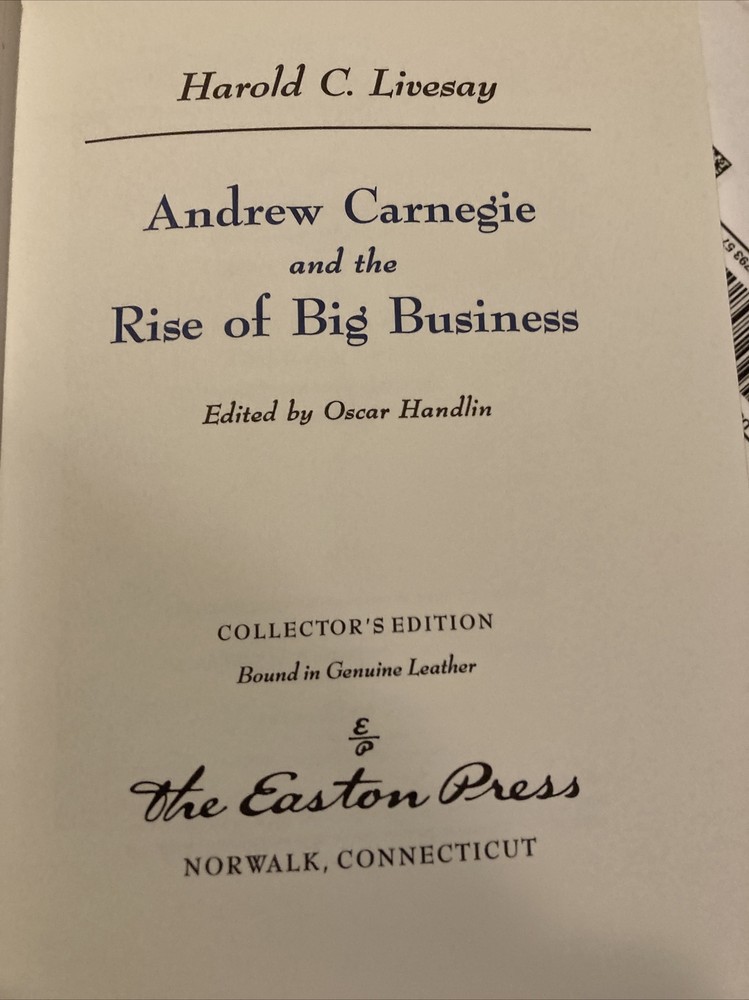 Harold C. Livesay
Andrew Carnegie
and the
Rise of Big Business
Edited by Oscar Handlin
COLLECTOR'S EDITION
Bound in Genuine Leather
E
P
The Easton Press
NORWALK, CONNECTICUT